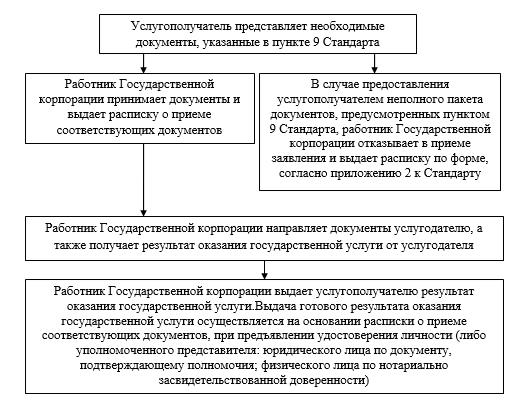 Услугополучатель представляет необходимые
документы, указанные в пункте 9 Стандарта
Работник Государственной
корпорации принимает документы и
выдает расписку о приеме
соответствующих документов
В случае предоставления
услугополучателем неполного пакета
документов, предусмотренных пунктом
9 Стандарта, работник Государственной
корпорации отказывает в приеме
заявления и выдает расписку по форме,
согласно приложению 2 к Стандарту
Работник Государственной корпорации направляет документы услугодателю, а
также получает результат оказания государственной услуги от услугодателя
Работник Государственной корпорации выдает услугополучателю результат
оказания государственной услуги.Выдача готового результата оказания
государственной услуги осуществляется на основании расписки о приеме
соответствующих документов, при предъявлении удостоверения личности (либо
уполномоченного представителя: юридического лица по документу,
подтверждающему полномочия; физического лица по нотариально
засвидетельствованной доверенности)